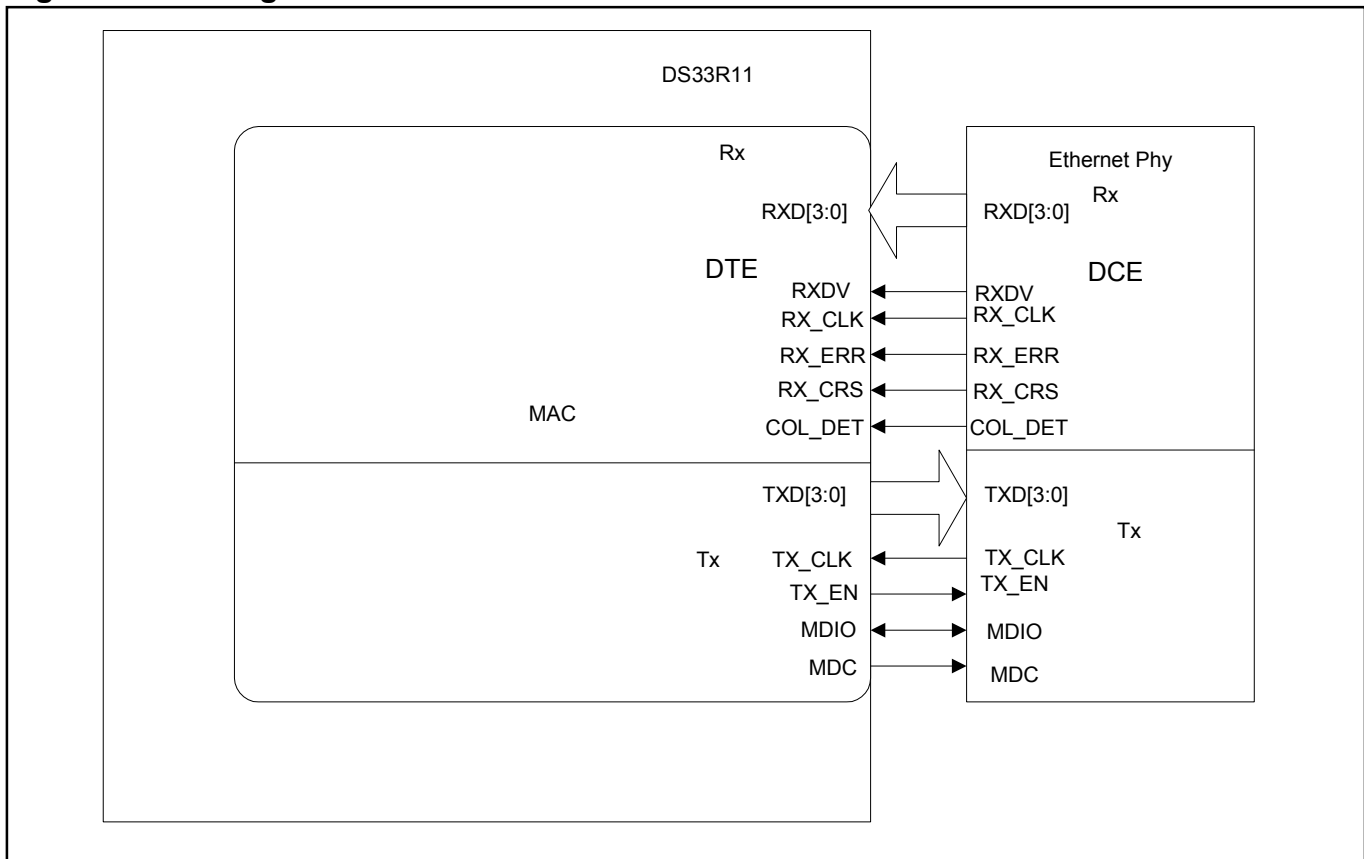 DS33R11
Rx
Ethernet Phy
Rx
RXD[3:0]
RXD[3:0]
DTE
DCE
RXDV
RXDV
RX_CLK
RX_CLK
RX_ERR
RX_ERR
RX_CRS
RX_CRS
MAC
COL_DET
COL_DET
TXD[3:0]
TXD[3:0]
Tx
Tx
TX_CLK
TX_CLK
TX_EN
TX_EN
MDIO
MDIO
MDC
MDC